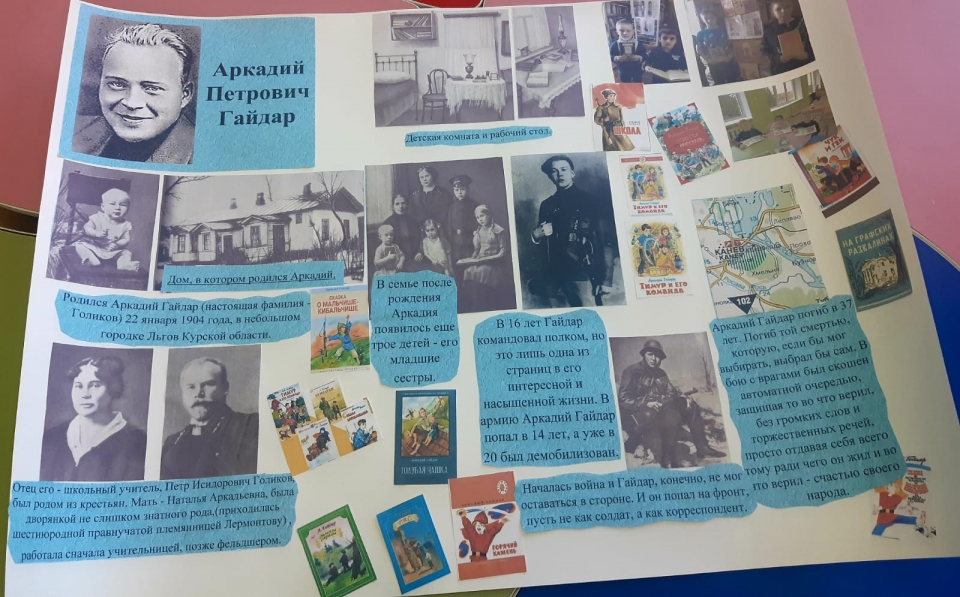 Аркадий
Петрович
Гайдар
Детская комната и рабочий стол.
Дом, в котором родился Аркадий.
Родился Аркадий Гайдар (настоящая фамилия -
Голиков) 22 января 1904 года, в небольшом
городке Льгов Курской области.
В семье после
рождения
Аркадия
появилось еще
трое детей - его
младшие
сестры.
В 16 лет Гайдар
командовал полком, но
это лишь одна из
страниц в его
интересной и
насыщенной жизни. В
армию Аркадий Гайдар
попал в 14 лет, а уже в
20 был демобилизован.
Аркадий Гайдар погиб в 37
лет. Погиб той смертью,
которую, если бы мог
выбирать, выбрал бы сам. В
бою с врагами был скошен
автоматной очередью,
защищая то во что верил,
без громких слов и
торжественных речей,
просто отдавая себя всего
тому ради чего он жил и во
что верил - счастью своего
народа.
Отец его - школьный учитель, Петр Исидорович Голиков,
был родом из крестьян. Мать - Наталья Аркадьевна, была
дворянкой не слишком знатного рода,(приходилась
шестиюродной правнучатой племянницей Лермонтову) ,
работала сначала учительницей, позже фельдшером.
Началась война и Гайдар, конечно, не мог
оставаться в стороне. И он попал на фронт,
пусть не как солдат, а как корреспондент.
ШКОЛА
ТИМУР И ЕГО
КОМАНДА
ТИМУР И ЕГО
КОМАНДА
НА ГРАФСКИХ
РАЗВАЛИНАХ
КАНЕВ
102
СКАЗКА
О МАЛЬЧИШЕ-
КИБАЛЬЧИШЕ
ТИМУР
ГОЛУБАЯ ЧАШКА
ЧУК И ГЕК
ГОРЯЧИЙ
КАМЕНЬ